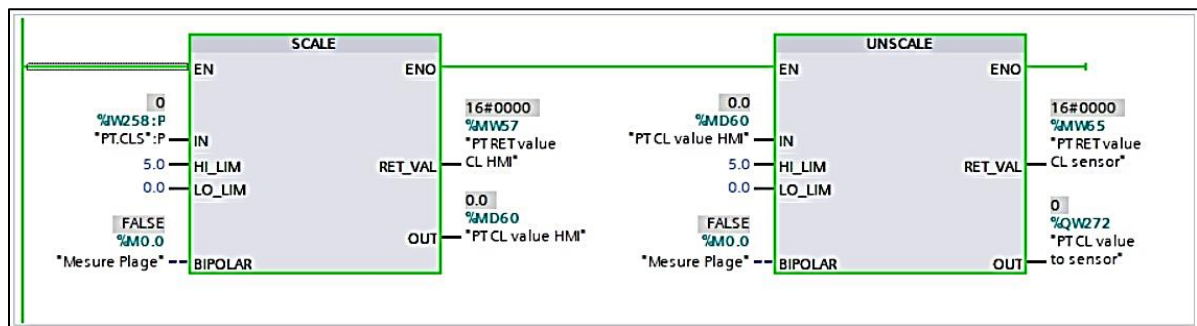 SCALE
EN
ENO
0
%IW258:P
"PT.CLS":P
IN
5.0
HI_LIM
0.0
LO_LIM
FALSE
%M0.0
"Mesure Plage"
BIPOLAR
16#0000
%MW57
"PT RET value
CL HMI"
RET_VAL
0.0
%MD60
"PT CL value HMI"
OUT
UNSCALE
EN
ENO
0.0
%MD60
"PT CL value HMI"
IN
5.0
HI_LIM
0.0
LO_LIM
FALSE
%M0.0
"Mesure Plage"
BIPOLAR
16#0000
%MW65
"PT RET value
CL sensor"
RET_VAL
0
%QW272
"PT CL value
to sensor"
OUT